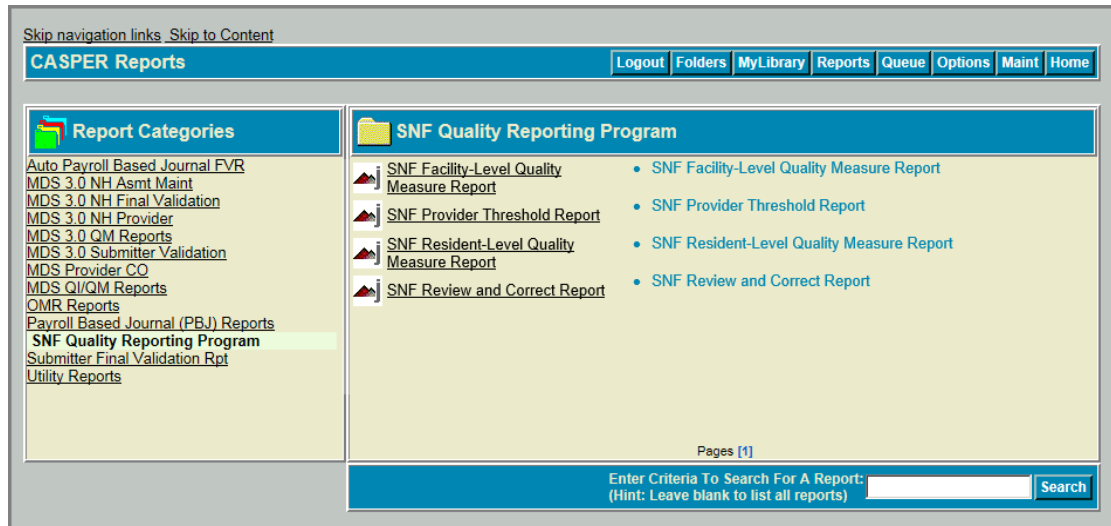 Skip navigation links Skip to Content
CASPER Reports
Logout Folders MyLibrary Reports Queue Options Maint Home
Report Categories
Auto Payroll Based Journal FVR
MDS 3.0 NH Asmt Maint
MDS 3.0 NH Final Validation
MDS 3.0 NH Provider
MDS 3.0 QM Reports
MDS 3.0 Submitter Validation
MDS Provider CO
MDS QI/QM Reports
OMR Reports
Payroll Based Journal (PBJ) Reports
SNF Quality Reporting Program
Submitter Final Validation Rpt
Utility Reports
SNF Quality Reporting Program
SNF Facility-Level Quality
Measure Report
• SNF Facility-Level Quality Measure Report
SNF Provider Threshold Report
• SNF Provider Threshold Report
SNF Resident-Level Quality
Measure Report
• SNF Resident-Level Quality Measure Report
SNF Review and Correct Report
• SNF Review and Correct Report
Pages [1]
Enter Criteria To Search For A Report:
(Hint: Leave blank to list all reports)
Search